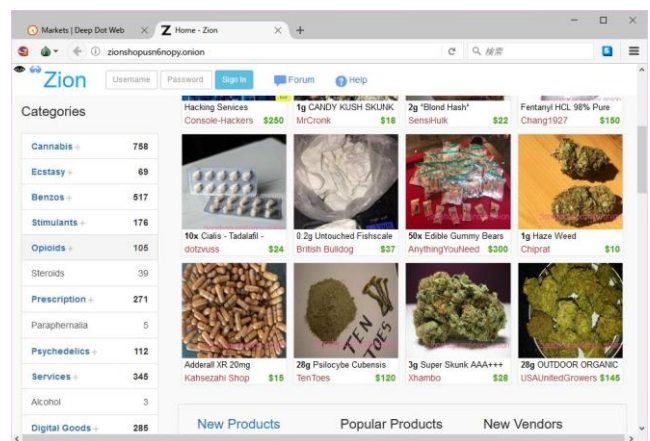 Markets | Deep Dot Web
Home - Zion
zionshopusn6nopy.onion
検索
Zion
Username
Password
Sign In
Forum
Help
Categories
Cannabis + 758
Ecstasy + 69
Benzos + 517
Stimulants + 176
Opioids + 105
Steroids 39
Prescription + 271
Paraphernalia 5
Psychedelics + 112
Services + 345
Alcohol 3
Digital Goods + 285
Hacking Services
Console-Hackers $250
1g CANDY KUSH SKUNK
MrCronk $18
2g "Blond Hash"
SensiHulk $22
Fentanyl HCL 98% Pure
Chang1927 $150
10x Cialis - Tadalafil -
dotzvuss $24
0.2g Untouched Fishscale
British Bulldog $37
50x Edible Gummy Bears
AnythingYouNeed $300
1g Haze Weed
Chiprat $10
TEN TOES
Adderall XR 20mg
Kahsezahi Shop $15
28g Psilocybe Cubensis
TenToes $120
3g Super Skunk AAA+++
Xhambo $28
28g OUTDOOR ORGANIC
USAUnitedGrowers $145
New Products
Popular Products
New Vendors